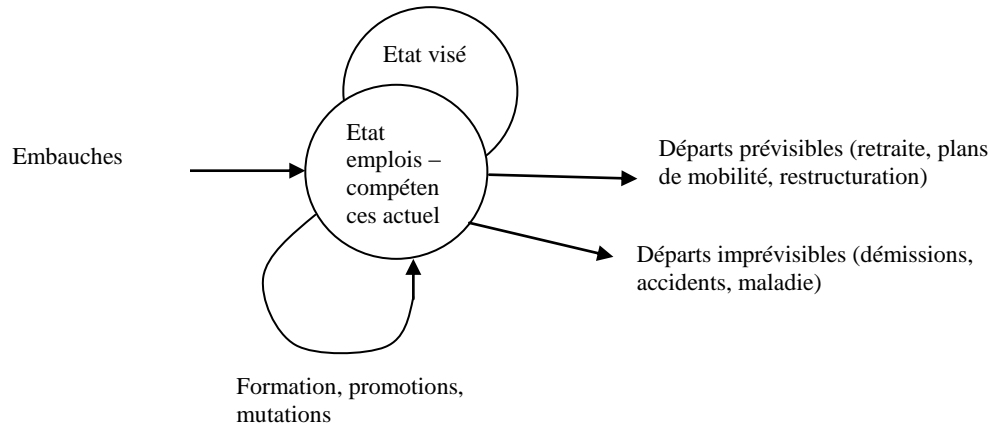 Etat visé
Etat
emplois –
compéten
ces actuel
Embauches
Départs prévisibles (retraite, plans
de mobilité, restructuration)
Départs imprévisibles (démissions,
accidents, maladie)
Formation, promotions,
mutations